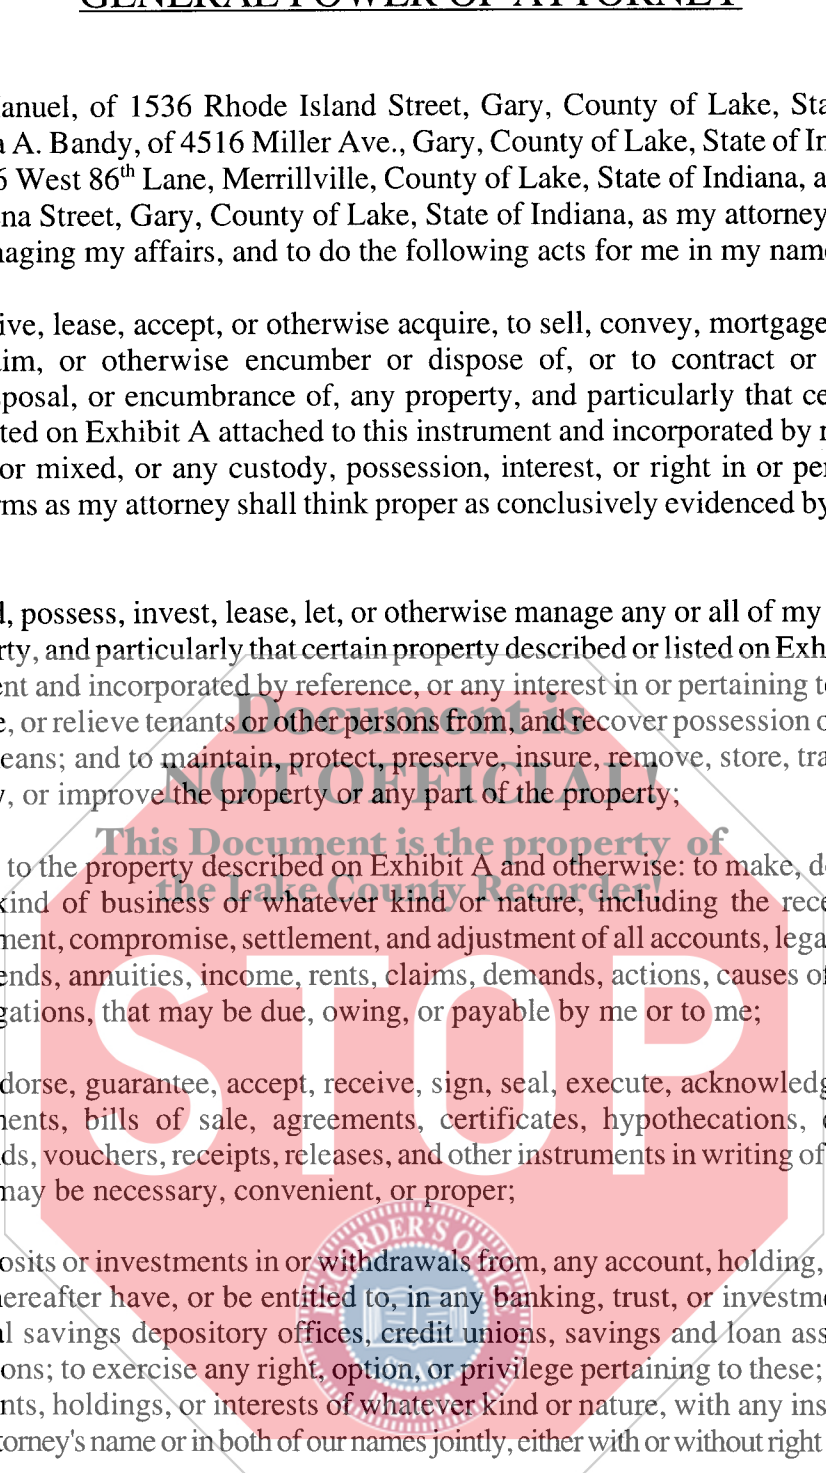 GENERAL POWER OF ATTORNEY
anuel, of 1536 Rhode Island Street, Gary, County of Lake, Sta
A. Bandy, of 4516 Miller Ave., Gary, County of Lake, State of In
West 86th Lane, Merrillville, County of Lake, State of Indiana, a
na Street, Gary, County of Lake, State of Indiana, as my attorney
naging my affairs, and to do the following acts for me in my nam
ive, lease, accept, or otherwise acquire, to sell, convey, mortgage
im, or otherwise encumber or dispose of, or to contract or
posal, or encumbrance of, any property, and particularly that ce
ted on Exhibit A attached to this instrument and incorporated by r
or mixed, or any custody, possession, interest, or right in or per
rms as my attorney shall think proper as conclusively evidenced by
d, possess, invest, lease, let, or otherwise manage any or all of my
rty, and particularly that certain property described or listed on Exh
ent and incorporated by reference, or any interest in or pertaining to
e, or relieve tenants or other persons from, and recover possession o
Document is
eans; and to maintain, protect, preserve, insure, remove, store, tra
NOT OFFICIAL!
y, or improve the property or any part of the property;
This Document is the property of
to the property described on Exhibit A and otherwise: to make, d
the Lake County Recorder!
kind of business of whatever kind or nature, including the rece
ment, compromise, settlement, and adjustment of all accounts, lega
ends, annuities, income, rents, claims, demands, actions, causes of
gations, that may be due, owing, or payable by me or to me;
STOP
dorse, guarantee, accept, receive, sign, seal, execute, acknowledg
ments, bills of sale, agreements, certificates, hypothecations,
ds, vouchers, receipts, releases, and other instruments in writing of
may be necessary, convenient, or proper;
osits or investments in or withdrawals from, any account, holding,
RECORDER'S OFFICE
ereafter have, or be entitled to, in any banking, trust, or investme
l savings depository offices, credit unions, savings and loan ass
ons; to exercise any right, option, or privilege pertaining to these;
SEAL
nts, holdings, or interests of whatever kind or nature, with any ins
INDIANA
torney's name or in both of our names jointly, either with or without right